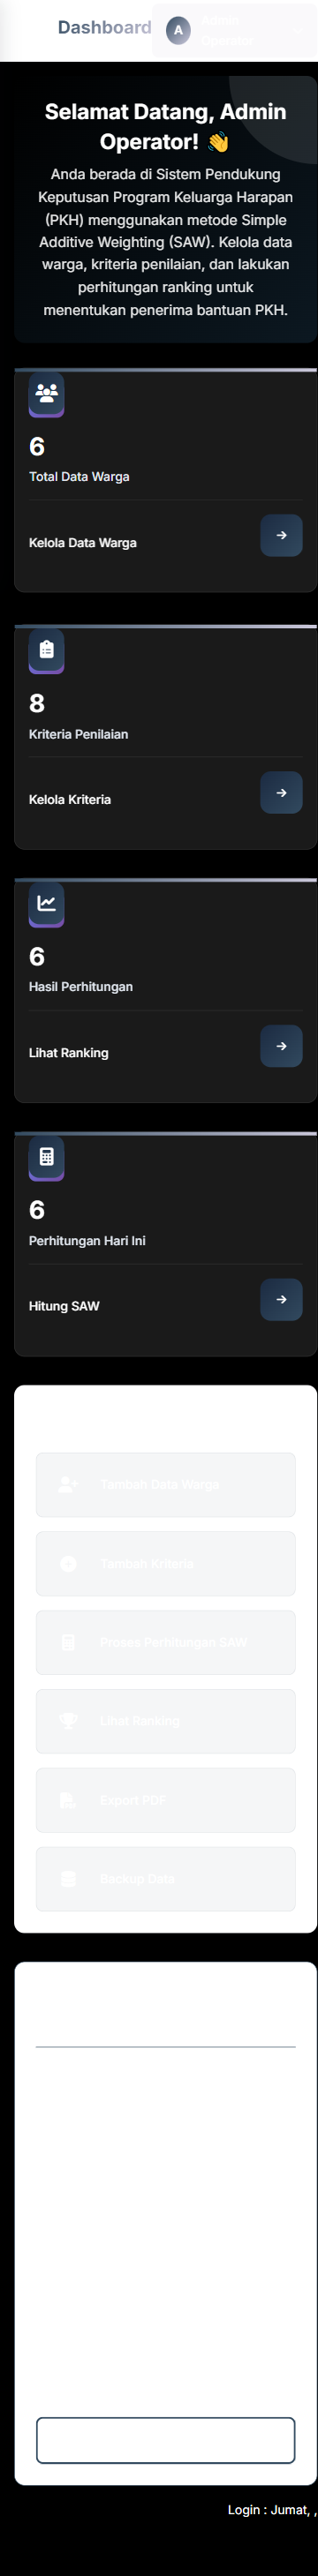 Dashboard
A
Admin
Operator
Selamat Datang, Admin
Operator! 👋
Anda berada di Sistem Pendukung
Keputusan Program Keluarga Harapan
(PKH) menggunakan metode Simple
Additive Weighting (SAW). Kelola data
warga, kriteria penilaian, dan lakukan
perhitungan ranking untuk
menentukan penerima bantuan PKH.
6
Total Data Warga
Kelola Data Warga
8
Kriteria Penilaian
Kelola Kriteria
6
Hasil Perhitungan
Lihat Ranking
6
Perhitungan Hari Ini
Hitung SAW
Tambah Data Warga
Tambah Kriteria
Proses Perhitungan SAW
Lihat Ranking
Export PDF
Backup Data
Login : Jumat, ,